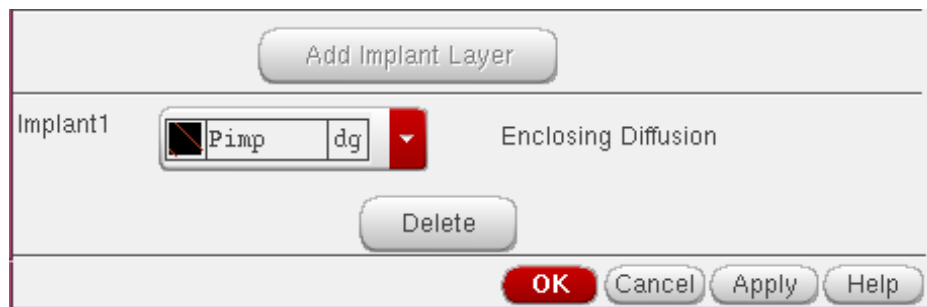 Add Implant Layer
Implant1 Pimp dg Enclosing Diffusion
Delete
OK Cancel Apply Help